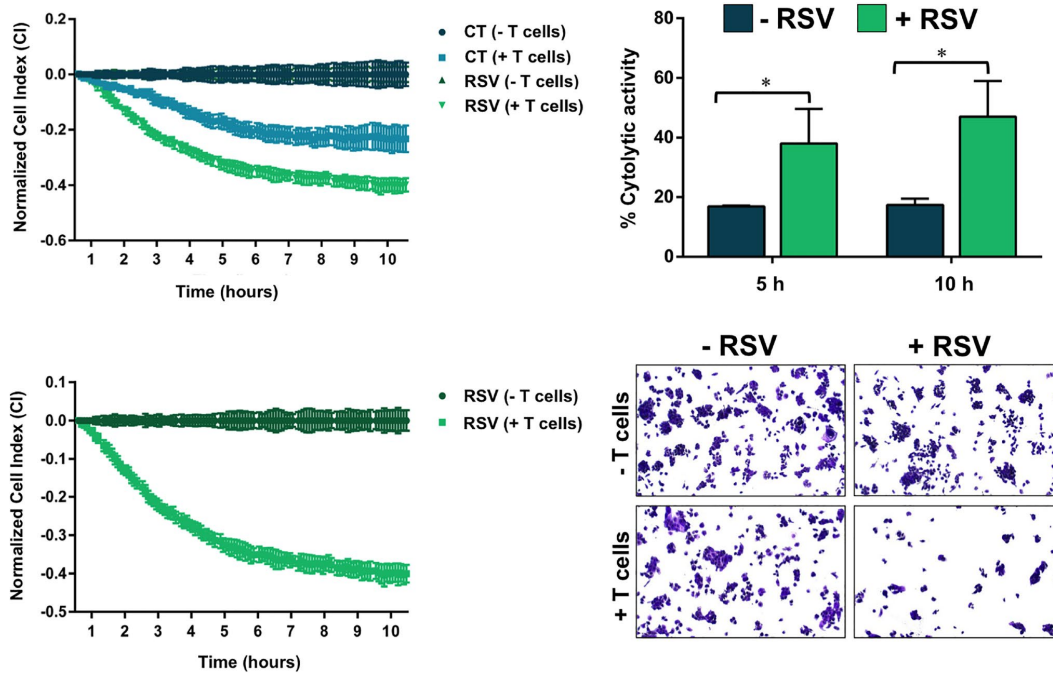 Normalized Cell Index (CI)
0.2
0.0
-0.2
-0.4
-0.6
1 2 3 4 5 6 7 8 9 10
Time (hours)
CT (- T cells)
CT (+ T cells)
RSV (- T cells)
RSV (+ T cells)
- RSV + RSV
% Cytolytic activity
80
60
40
20
0
*
*
5 h 10 h
Normalized Cell Index (CI)
0.1
0.0
-0.1
-0.2
-0.3
-0.4
-0.5
1 2 3 4 5 6 7 8 9 10
Time (hours)
RSV (- T cells)
RSV (+ T cells)
- RSV + RSV
- T cells
+ T cells